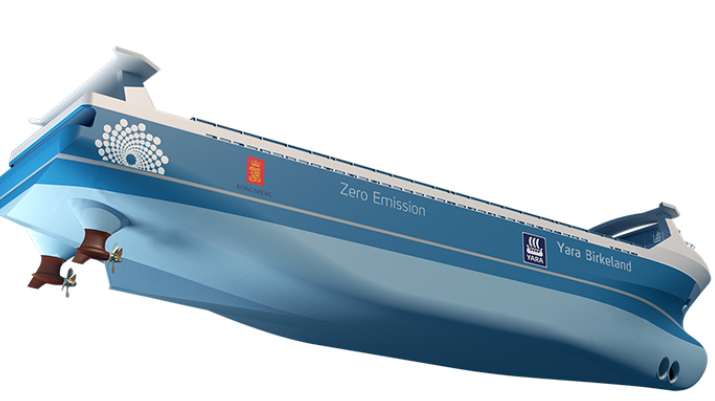 KONGSBERG
Zero Emission
YARA
Yara Birkeland